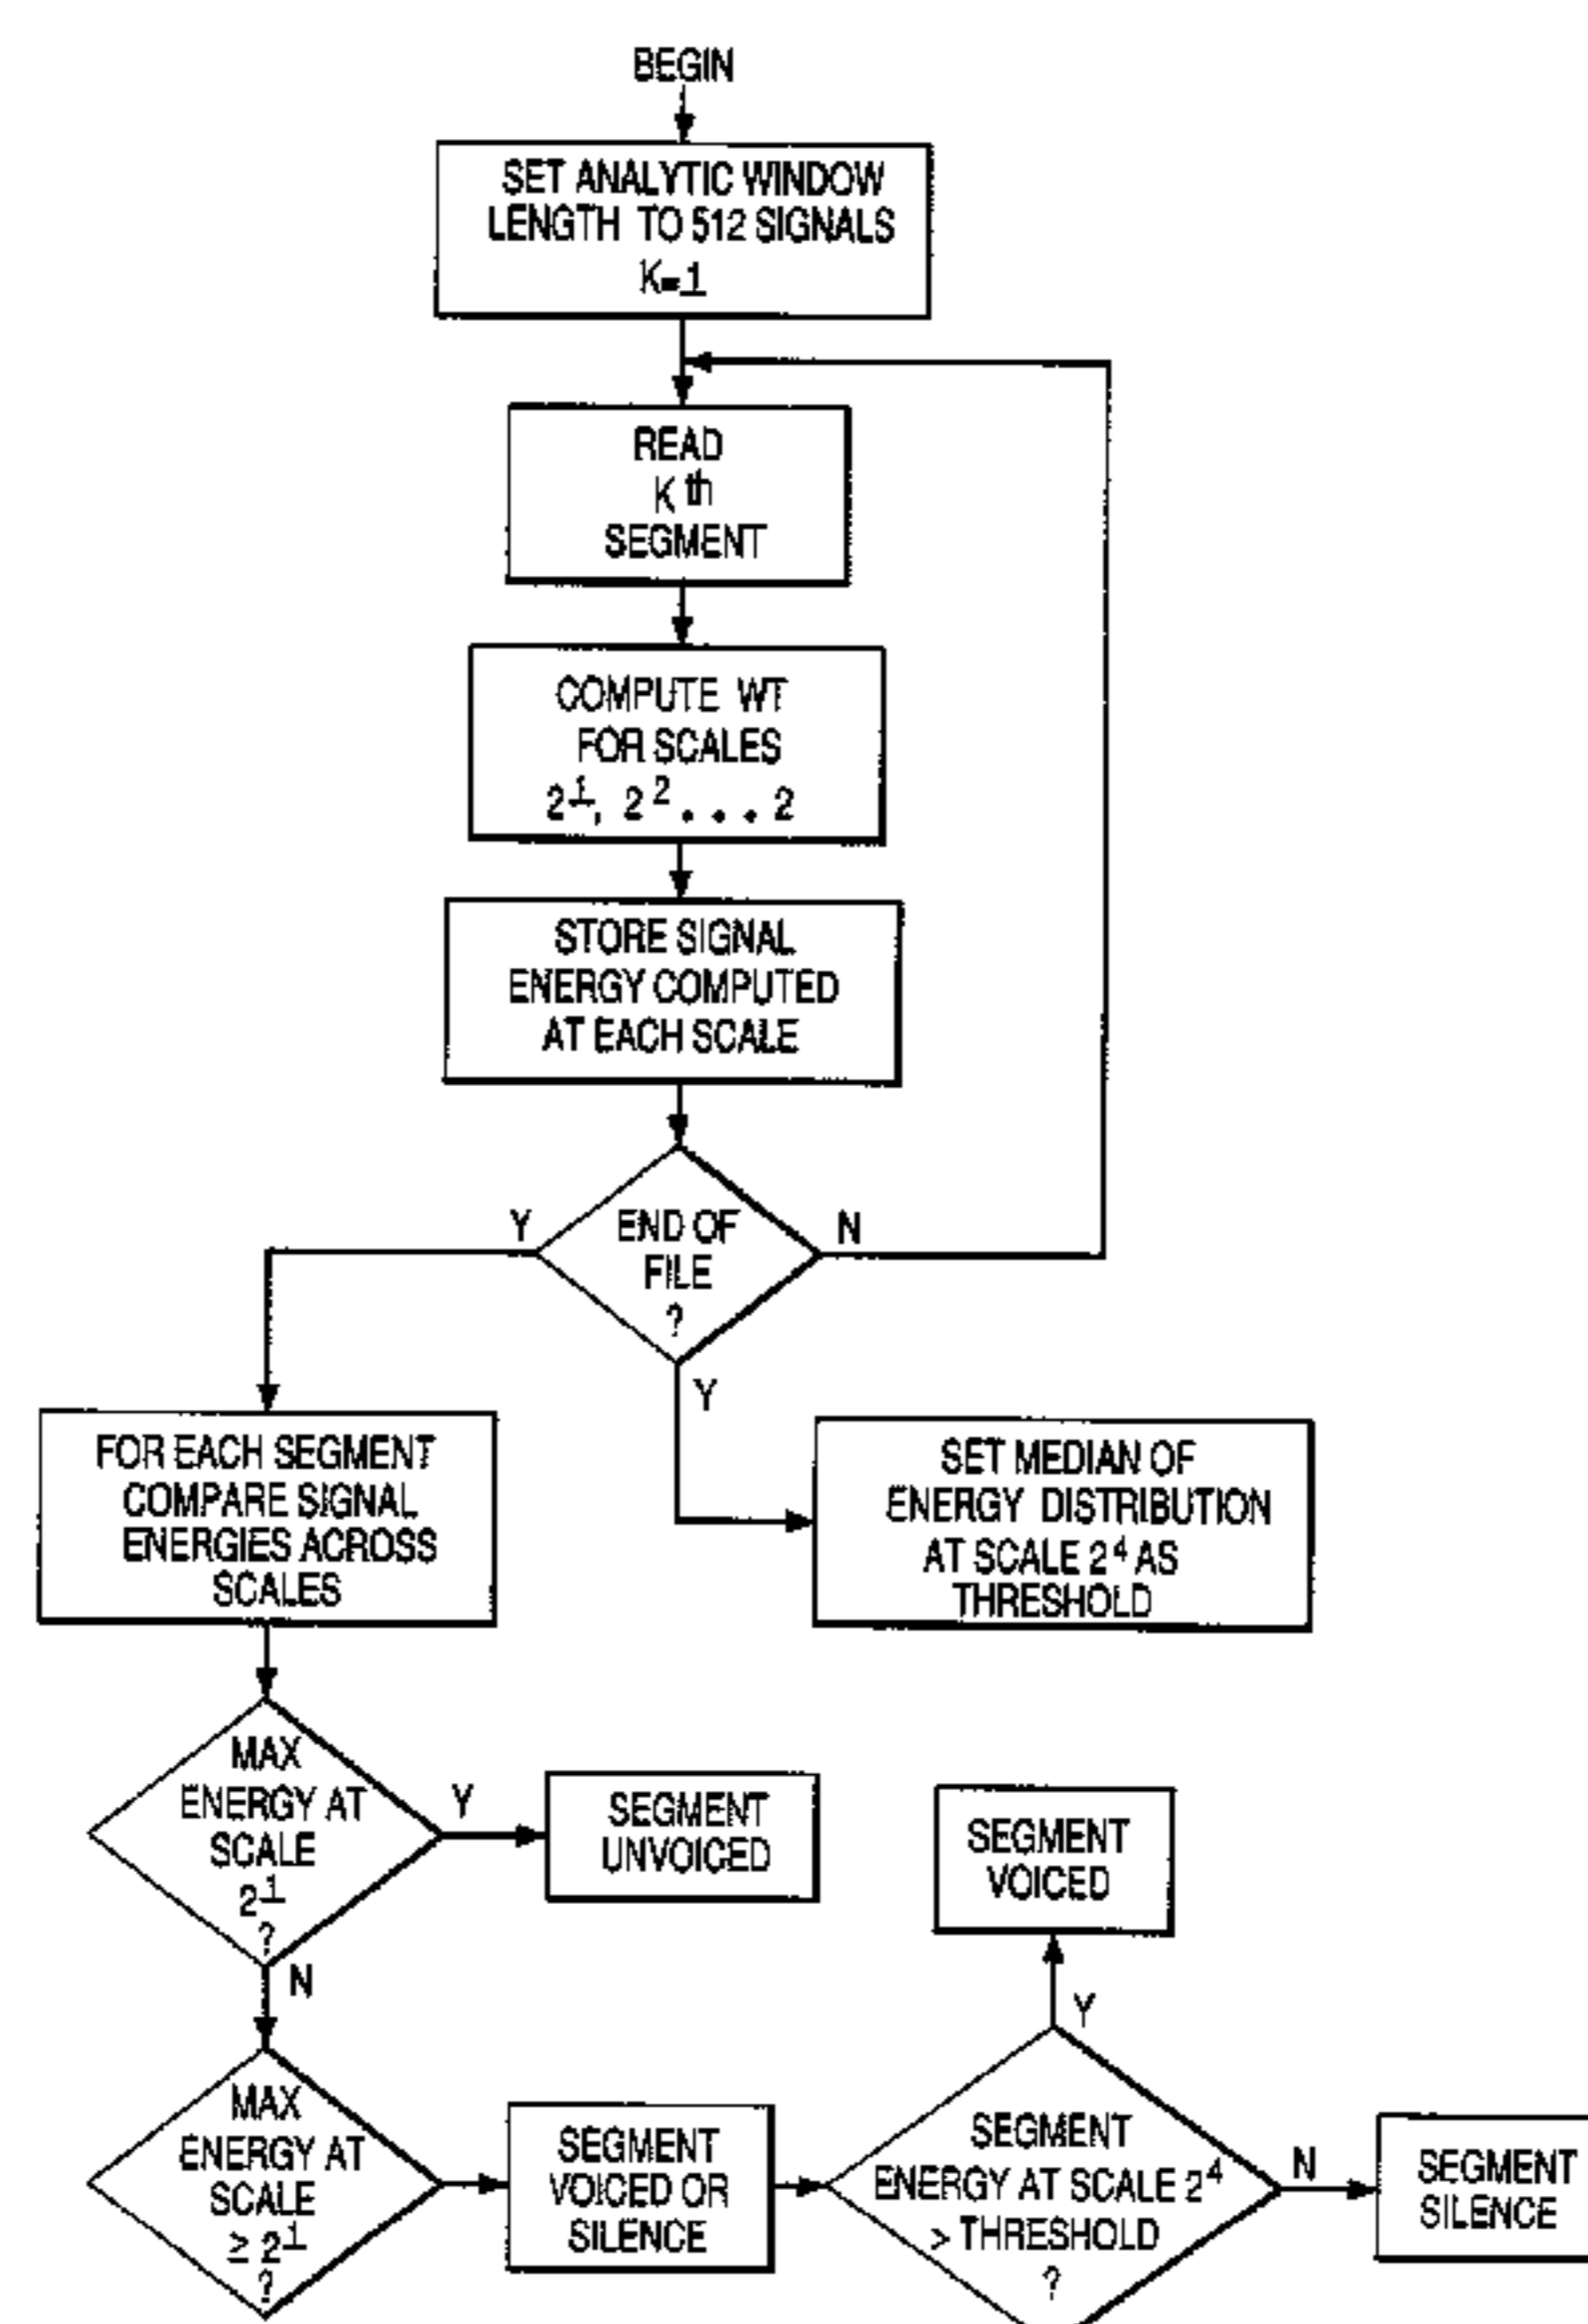 BEGIN
SET ANALYTIC WINDOW
LENGTH TO 512 SIGNALS
K=1
READ
K th
SEGMENT
COMPUTE WT
FOR SCALES
2¹, 2² . . . 2
STORE SIGNAL
ENERGY COMPUTED
AT EACH SCALE
Y
END OF
FILE
?
N
Y
FOR EACH SEGMENT
COMPARE SIGNAL
ENERGIES ACROSS
SCALES
SET MEDIAN OF
ENERGY DISTRIBUTION
AT SCALE 2⁴ AS
THRESHOLD
MAX
ENERGY AT
SCALE
2¹
?
Y
SEGMENT
UNVOICED
N
SEGMENT
VOICED
Y
MAX
ENERGY AT
SCALE
≥ 2¹
?
SEGMENT
VOICED OR
SILENCE
SEGMENT
ENERGY AT SCALE 2⁴
> THRESHOLD
?
N
SEGMENT
SILENCE